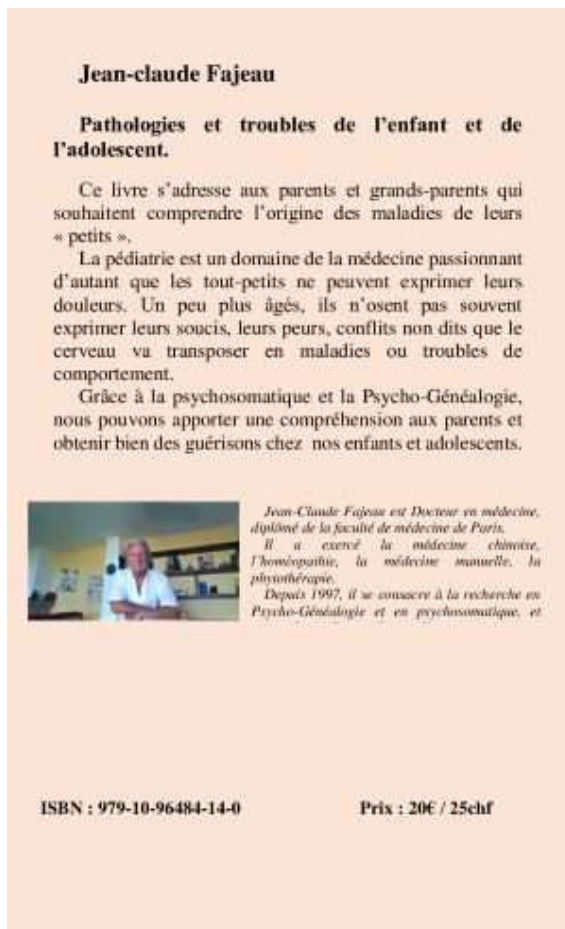 Jean-claude Fajeau
Pathologies et troubles de l'enfant et de
l'adolescent.
Ce livre s'adresse aux parents et grands-parents qui
souhaitent comprendre l'origine des maladies de leurs
« petits ».
La pédiatrie est un domaine de la médecine passionnant
d'autant que les tout-petits ne peuvent exprimer leurs
douleurs. Un peu plus âgés, ils n'osent pas souvent
exprimer leurs soucis, leurs peurs, conflits non dits que le
cerveau va transposer en maladies ou troubles de
comportement.
Grâce à la psychosomatique et la Psycho-Généalogie,
nous pouvons apporter une compréhension aux parents et
obtenir bien des guérisons chez nos enfants et adolescents.
Jean-Claude Fajeau est Docteur en médecine,
diplômé de la faculté de médecine de Paris.
Il a exercé la médecine chinoise,
l'homéopathie, la médecine manuelle, la
phytothérapie.
Depuis 1997, il se consacre à la recherche en
Psycho-Généalogie et en psychosomatique, et
ISBN : 979-10-96484-14-0
Prix : 20€ / 25chf